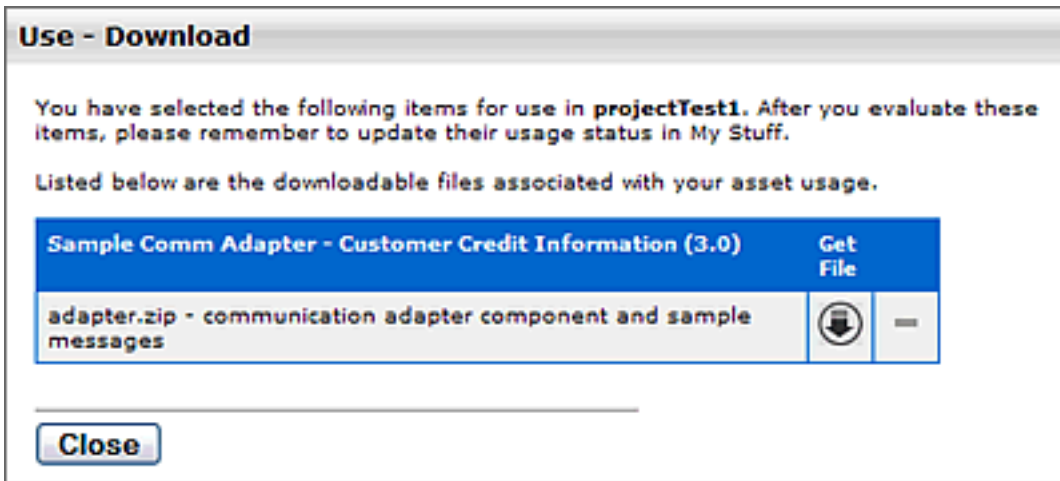 Use - Download
You have selected the following items for use in projectTest1. After you evaluate these
items, please remember to update their usage status in My Stuff.
Listed below are the downloadable files associated with your asset usage.
Sample Comm Adapter - Customer Credit Information (3.0)
Get
File
adapter.zip - communication adapter component and sample
messages
Close